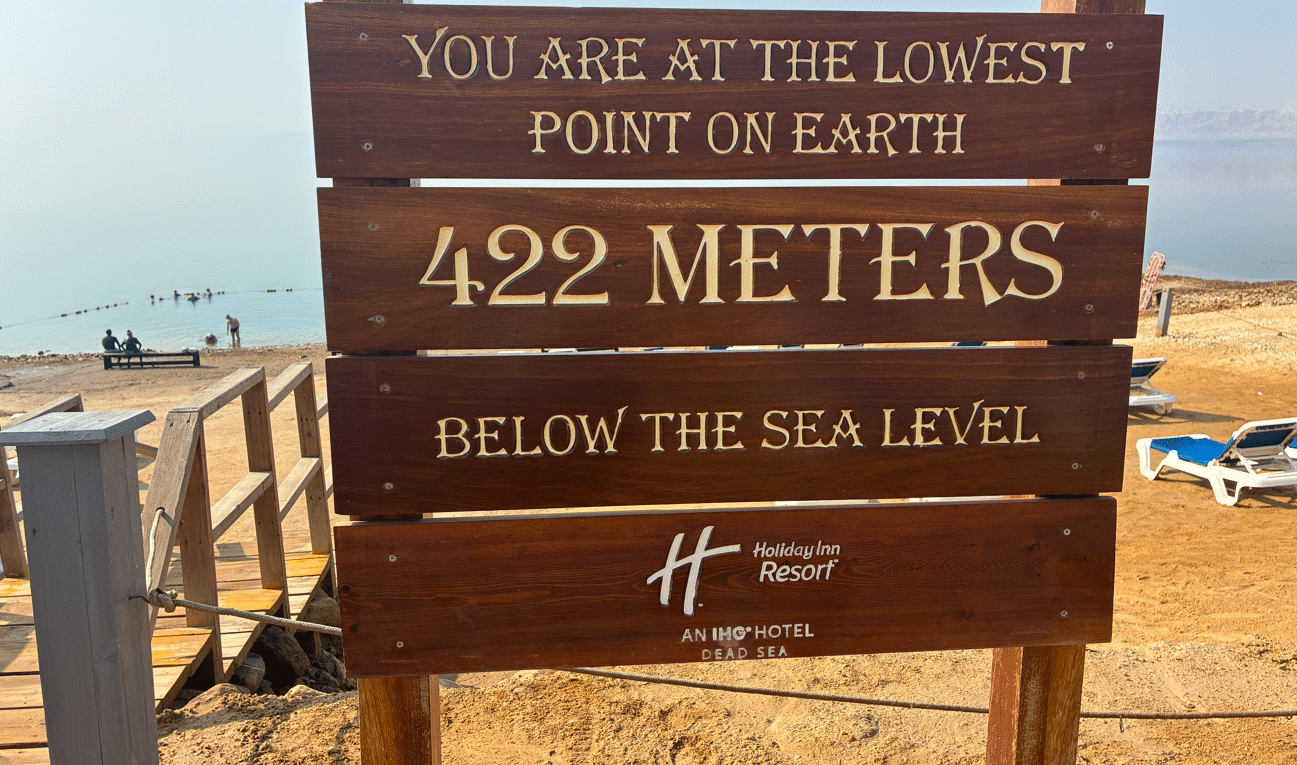 YOU ARE AT THE LOWEST
POINT ON EARTH
422 METERS
BELOW THE SEA LEVEL
Holiday Inn
Resort™
AN IHG® HOTEL
DEAD SEA